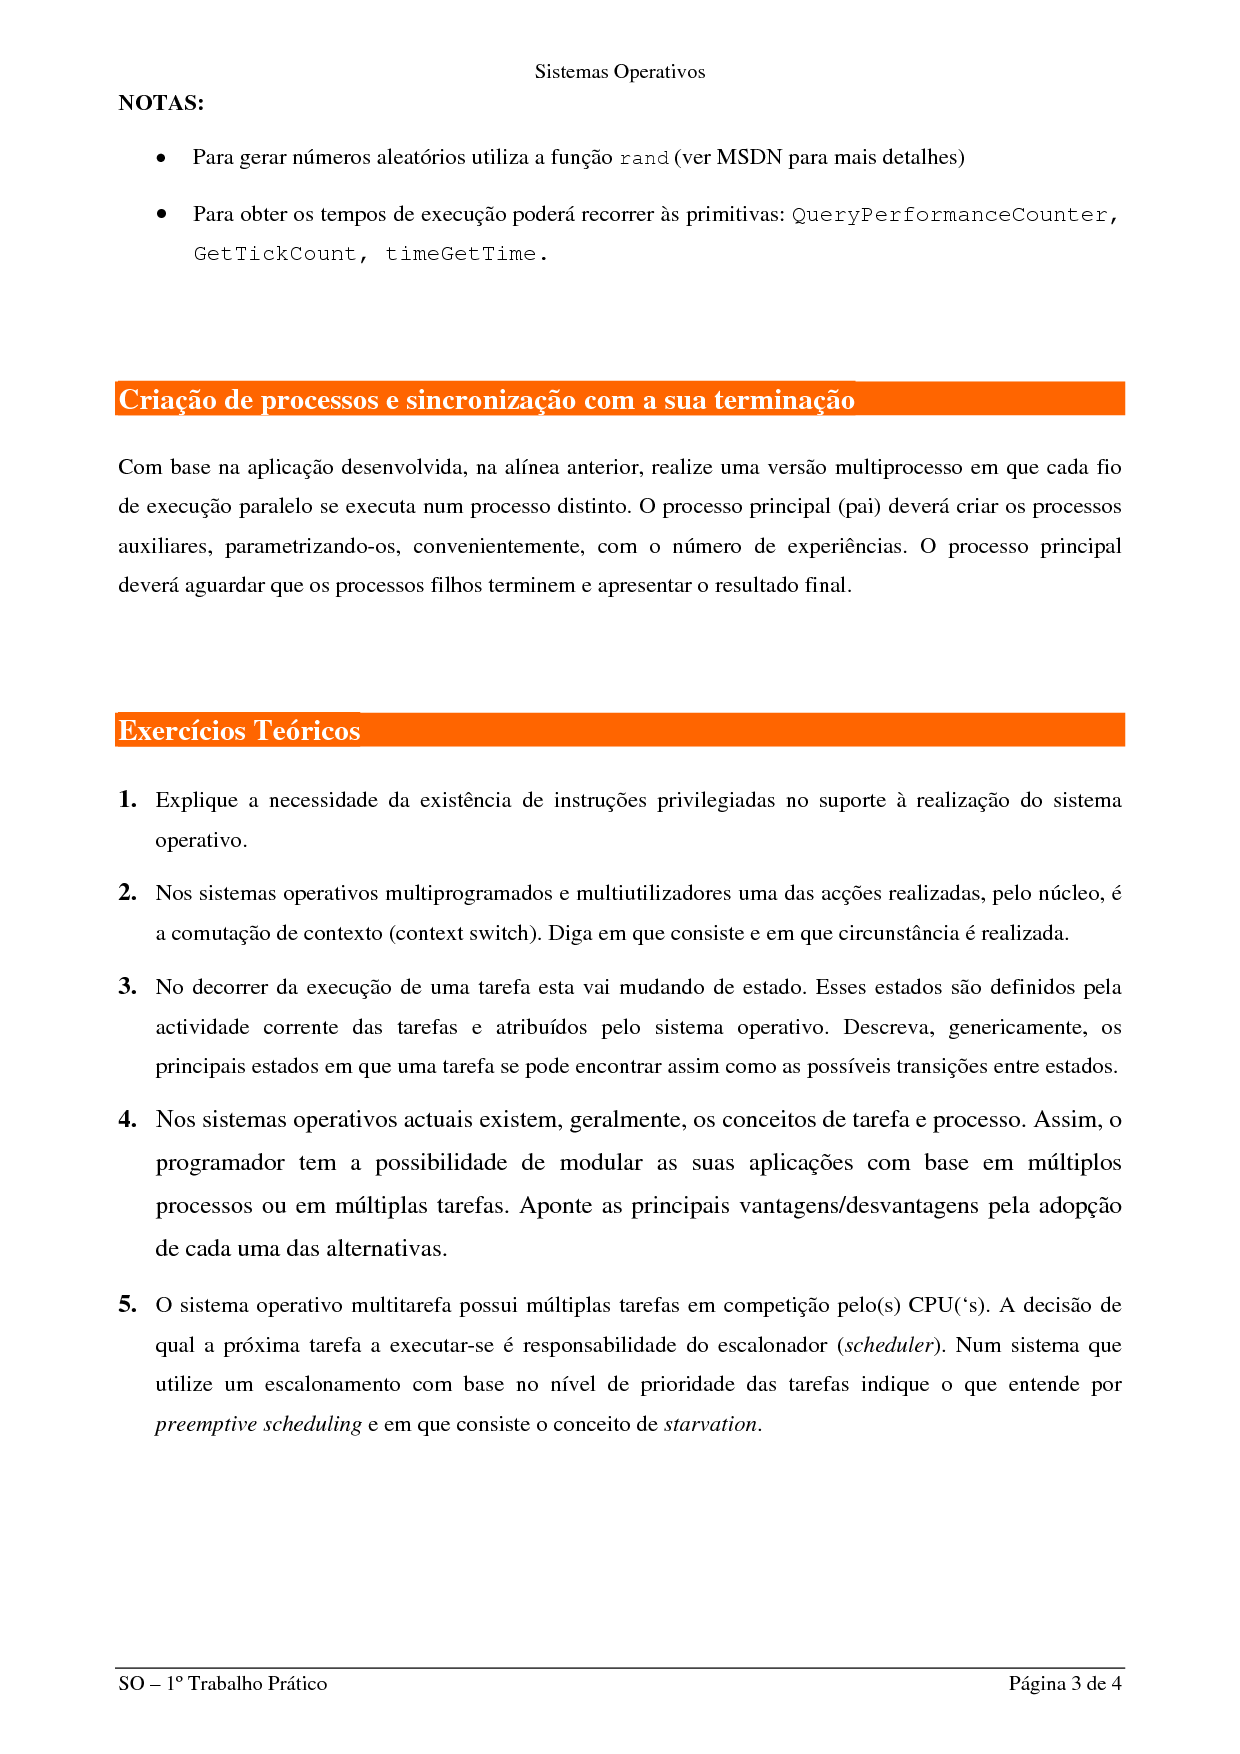 Sistemas Operativos
NOTAS:
• Para gerar números aleatórios utiliza a função rand (ver MSDN para mais detalhes)
• Para obter os tempos de execução poderá recorrer às primitivas: QueryPerformanceCounter,
GetTickCount, timeGetTime.
Criação de processos e sincronização com a sua terminação
Com base na aplicação desenvolvida, na alínea anterior, realize uma versão multiprocesso em que cada fio
de execução paralelo se executa num processo distinto. O processo principal (pai) deverá criar os processos
auxiliares, parametrizando-os, convenientemente, com o número de experiências. O processo principal
deverá aguardar que os processos filhos terminem e apresentar o resultado final.
Exercícios Teóricos
1. Explique a necessidade da existência de instruções privilegiadas no suporte à realização do sistema
operativo.
2. Nos sistemas operativos multiprogramados e multiutilizadores uma das acções realizadas, pelo núcleo, é
a comutação de contexto (context switch). Diga em que consiste e em que circunstância é realizada.
3. No decorrer da execução de uma tarefa esta vai mudando de estado. Esses estados são definidos pela
actividade corrente das tarefas e atribuídos pelo sistema operativo. Descreva, genericamente, os
principais estados em que uma tarefa se pode encontrar assim como as possíveis transições entre estados.
4. Nos sistemas operativos actuais existem, geralmente, os conceitos de tarefa e processo. Assim, o
programador tem a possibilidade de modular as suas aplicações com base em múltiplos
processos ou em múltiplas tarefas. Aponte as principais vantagens/desvantagens pela adopção
de cada uma das alternativas.
5. O sistema operativo multitarefa possui múltiplas tarefas em competição pelo(s) CPU(‘s). A decisão de
qual a próxima tarefa a executar-se é responsabilidade do escalonador (scheduler). Num sistema que
utilize um escalonamento com base no nível de prioridade das tarefas indique o que entende por
preemptive scheduling e em que consiste o conceito de starvation.
SO – 1º Trabalho Prático
Página 3 de 4